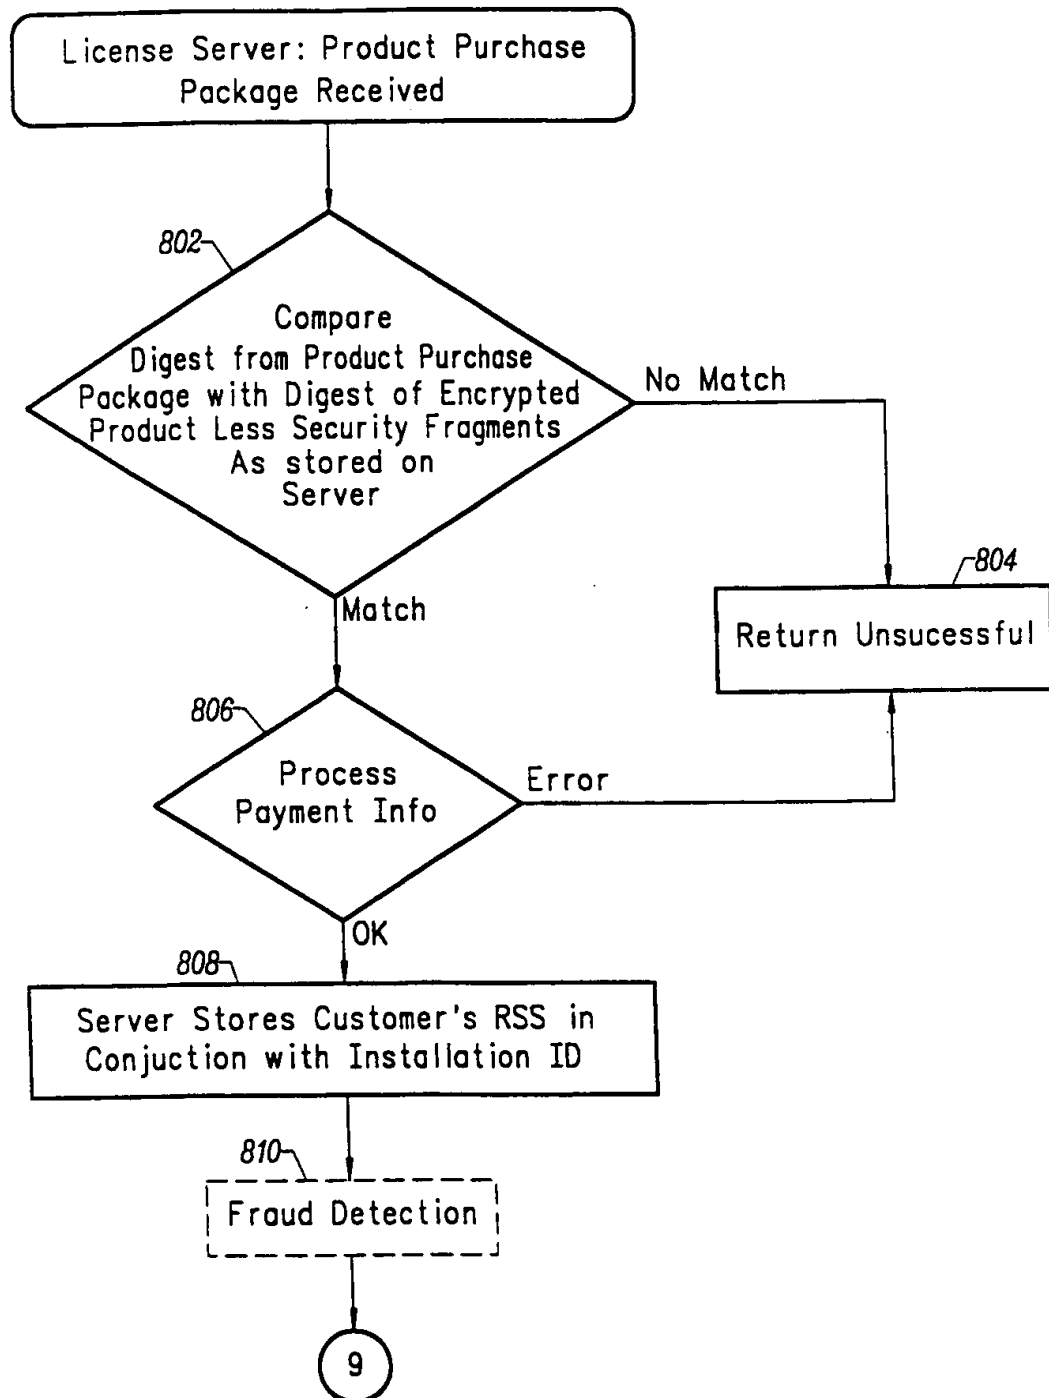 License Server: Product Purchase
Package Received
802
Compare
Digest from Product Purchase
Package with Digest of Encrypted
Product Less Security Fragments
As stored on
Server
No Match
804
Return Unsucessful
Match
806
Process
Payment Info
Error
OK
808
Server Stores Customer's RSS in
Conjuction with Installation ID
810
Fraud Detection
9